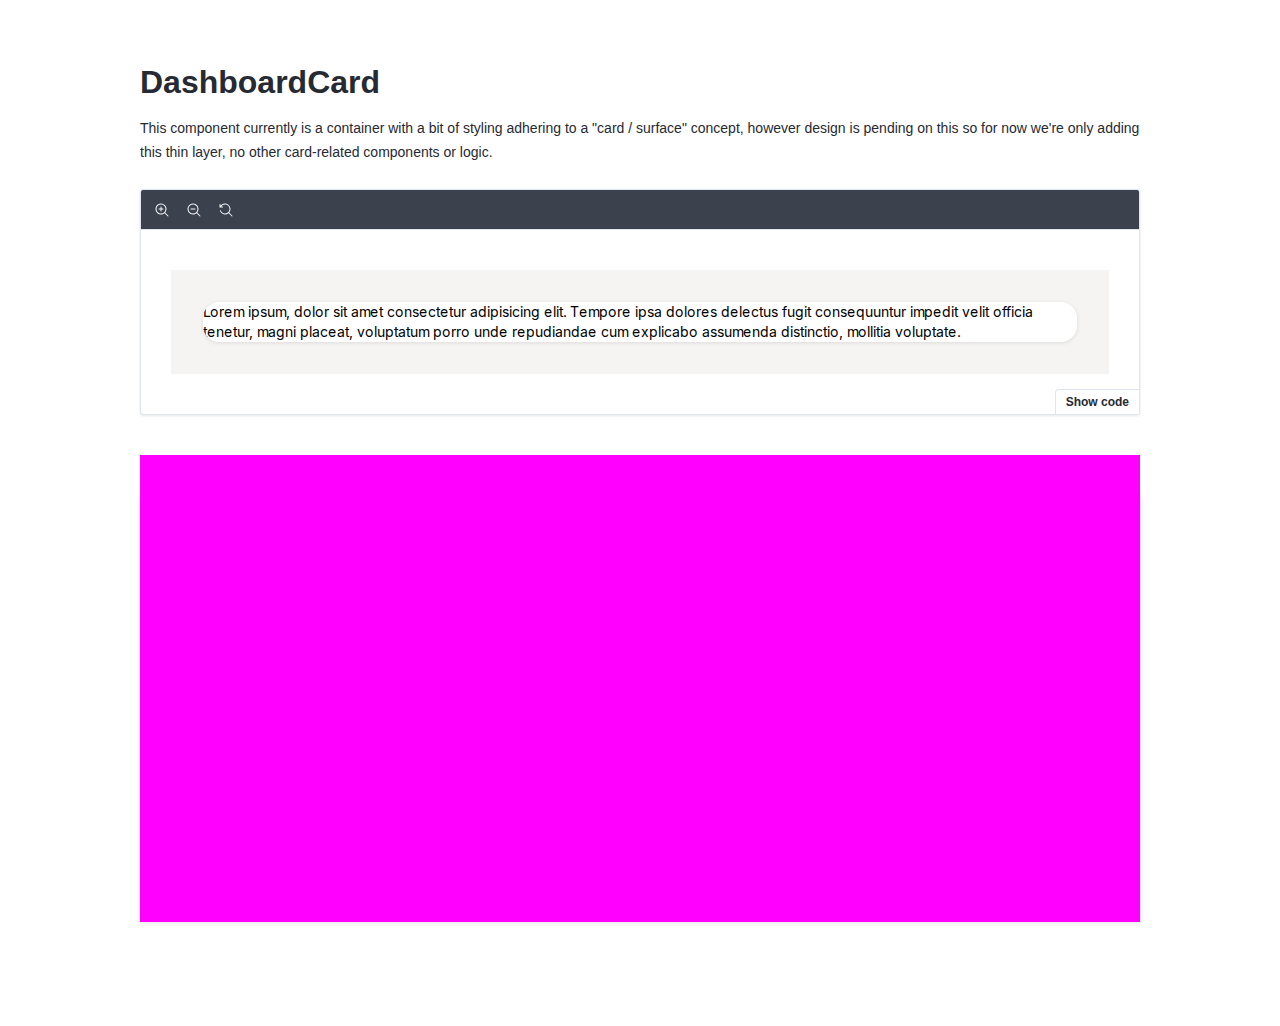 DashboardCard
This component currently is a container with a bit of styling adhering to a "card / surface" concept, however design is pending on this so for now we're only adding
this thin layer, no other card-related components or logic.
Lorem ipsum, dolor sit amet consectetur adipisicing elit. Tempore ipsa dolores delectus fugit consequuntur impedit velit officia
tenetur, magni placeat, voluptatum porro unde repudiandae cum explicabo assumenda distinctio, mollitia voluptate.
Show code